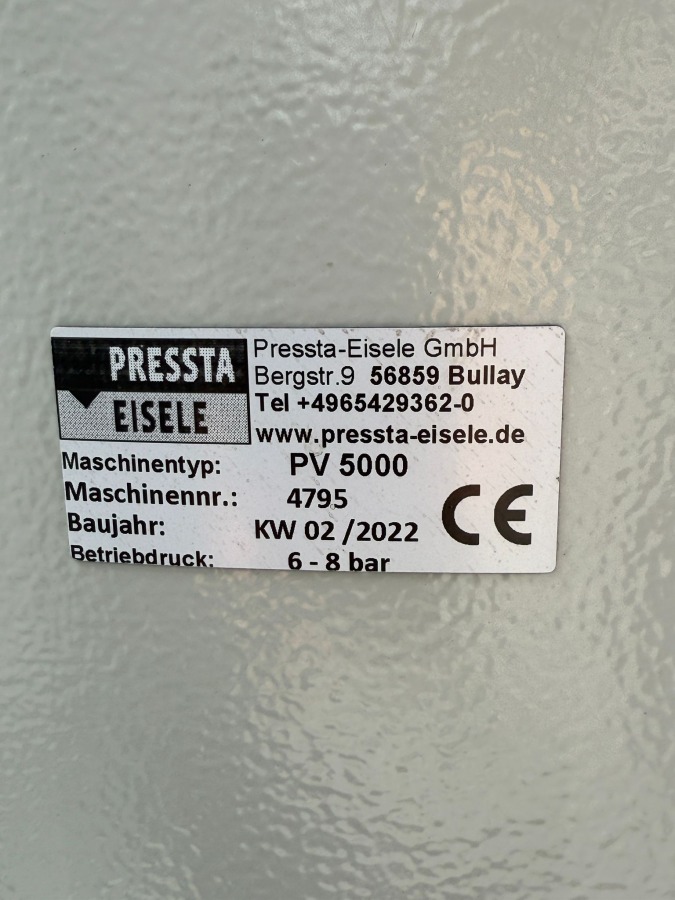 PRESSTA
EISELE
Pressta-Eisele GmbH
Bergstr.9 56859 Bullay
Tel +4965429362-0
www.pressta-eisele.de
Maschinentyp: PV 5000
Maschinennr.: 4795
Baujahr: KW 02 /2022
Betriebdruck: 6 - 8 bar
CE